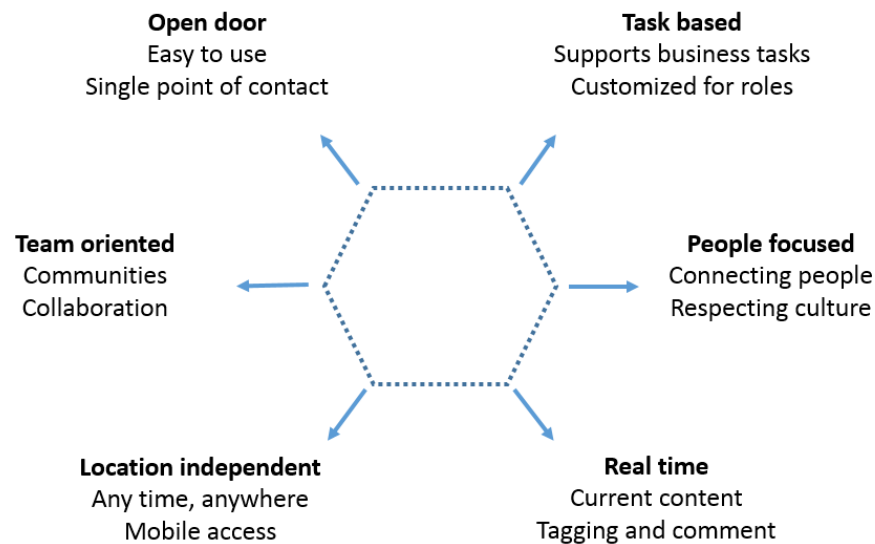 Open door
Easy to use
Single point of contact
Task based
Supports business tasks
Customized for roles
Team oriented
Communities
Collaboration
People focused
Connecting people
Respecting culture
Location independent
Any time, anywhere
Mobile access
Real time
Current content
Tagging and comment